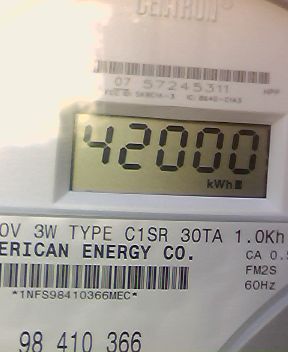 CENTRON®
07 57245311
42000
kWh
0V 3W TYPE C1SR 30TA 1.0Kh
ERICAN ENERGY CO. CA 0.5
FM2S
*1NFS98410366MEC* 60Hz
98 410 366